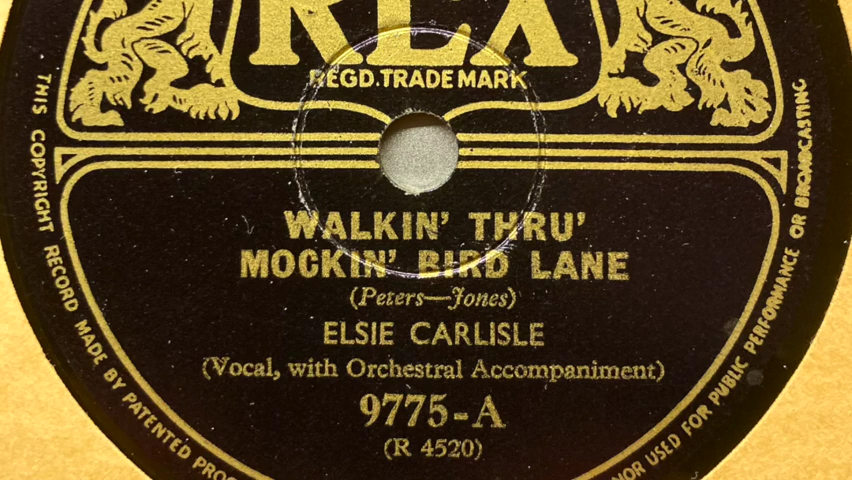 REX
REGD. TRADE MARK
WALKIN' THRU'
MOCKIN' BIRD LANE
(Peters—Jones)
ELSIE CARLISLE
(Vocal, with Orchestral Accompaniment)
9775-A
(R 4520)
THIS COPYRIGHT RECORD MADE BY PATENTED PROC
NOR USED FOR PUBLIC PERFORMANCE OR BROADCASTING